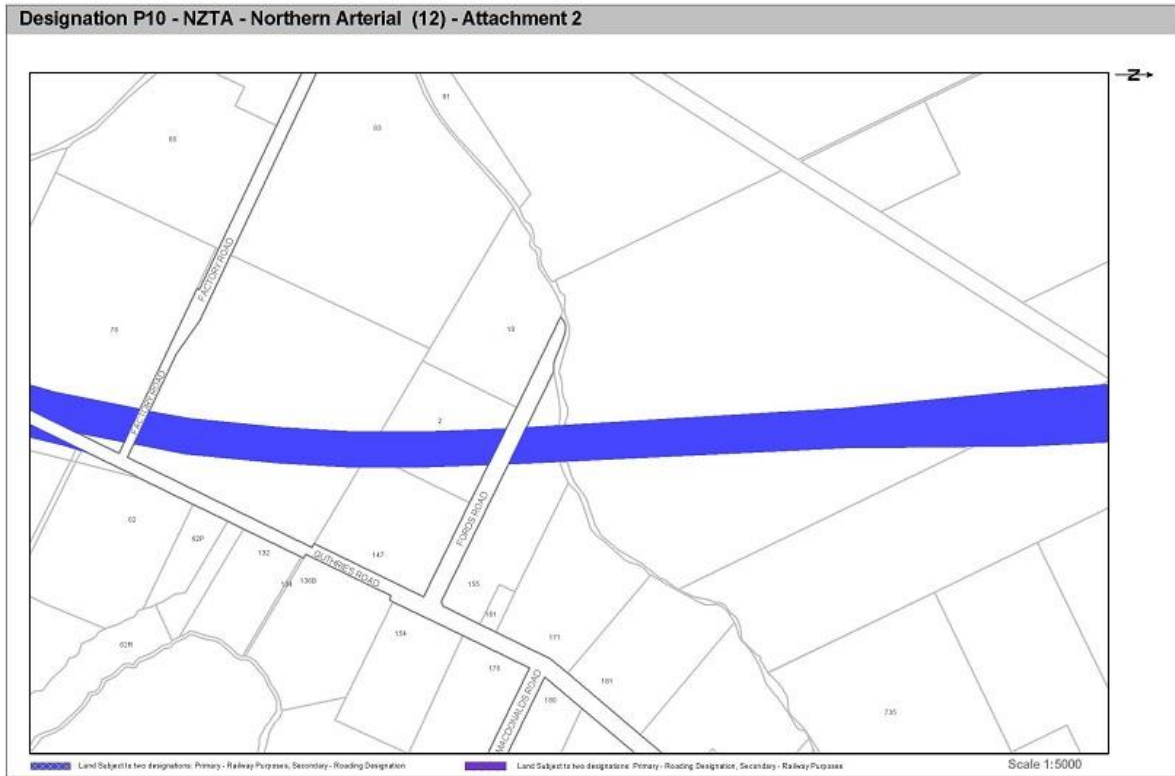 Designation P10 - NZTA - Northern Arterial (12) - Attachment 2
N
81
83
65
FACTORY ROAD
78
18
FACTORY ROAD
2
FORDS ROAD
62
62P
132
134
136B
GUTHRIES ROAD
147
155
161
154
171
62R
175
181
MACDONALDS ROAD
180
735
Land Subject to two designations: Primary - Railway Purposes, Secondary - Roading Designation
Land Subject to two designations: Primary - Roading Designation, Secondary - Railway Purposes
Scale 1:5000